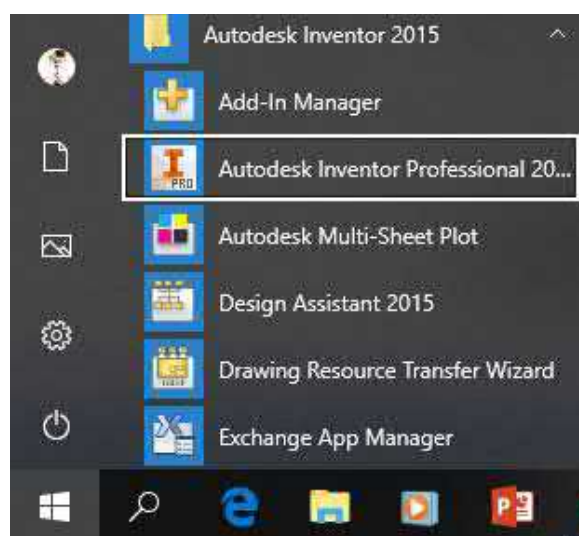 Autodesk Inventor 2015
Add-In Manager
PRO
Autodesk Inventor Professional 20...
Autodesk Multi-Sheet Plot
Design Assistant 2015
Drawing Resource Transfer Wizard
Exchange App Manager